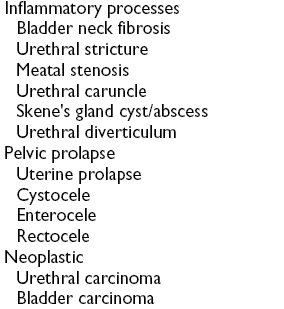 Inflammatory processes
Bladder neck fibrosis
Urethral stricture
Meatal stenosis
Urethral caruncle
Skene's gland cyst/abscess
Urethral diverticulum
Pelvic prolapse
Uterine prolapse
Cystocele
Enterocele
Rectocele
Neoplastic
Urethral carcinoma
Bladder carcinoma